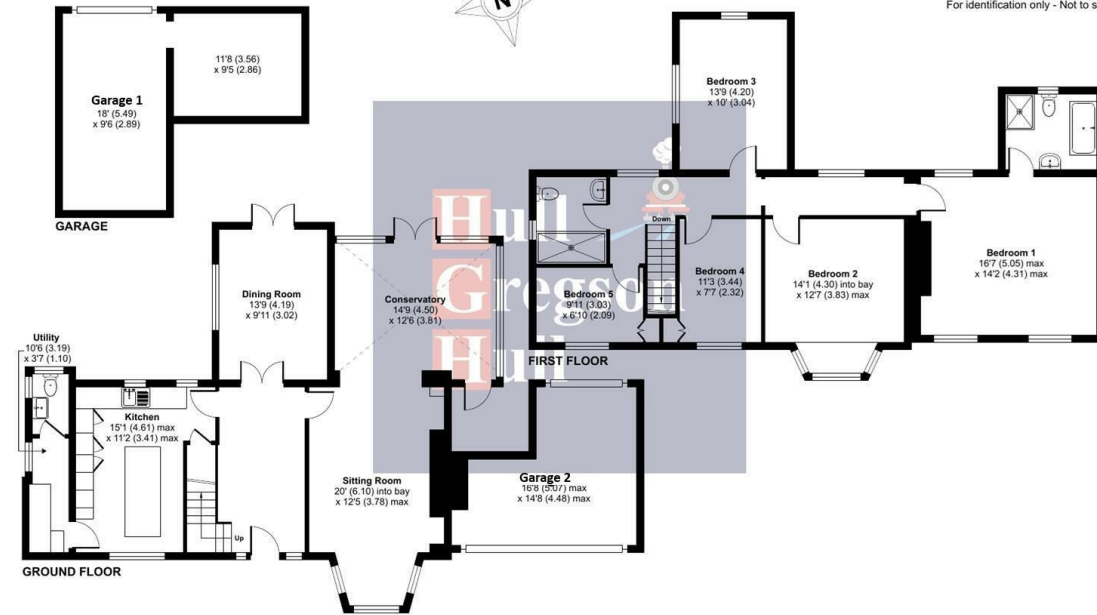 N
For identification only - Not to s
11'8 (3.56)
x 9'5 (2.86)
Garage 1
18' (5.49)
x 9'6 (2.89)
GARAGE
Bedroom 3
13'9 (4.20)
x 10' (3.04)
Hull
Gregson
Hull
Down
Bedroom 1
16'7 (5.05) max
x 14'2 (4.31) max
Bedroom 2
14'1 (4.30) into bay
x 12'7 (3.83) max
Bedroom 4
11'3 (3.44)
x 7'7 (2.32)
Bedroom 5
9'11 (3.03)
x 6'10 (2.09)
FIRST FLOOR
Dining Room
13'9 (4.19)
x 9'11 (3.02)
Conservatory
14'9 (4.50)
x 12'6 (3.81)
Utility
10'6 (3.19)
x 3'7 (1.10)
Kitchen
15'1 (4.61) max
x 11'2 (3.41) max
Sitting Room
20' (6.10) into bay
x 12'5 (3.78) max
Garage 2
16'8 (5.07) max
x 14'8 (4.48) max
Up
GROUND FLOOR